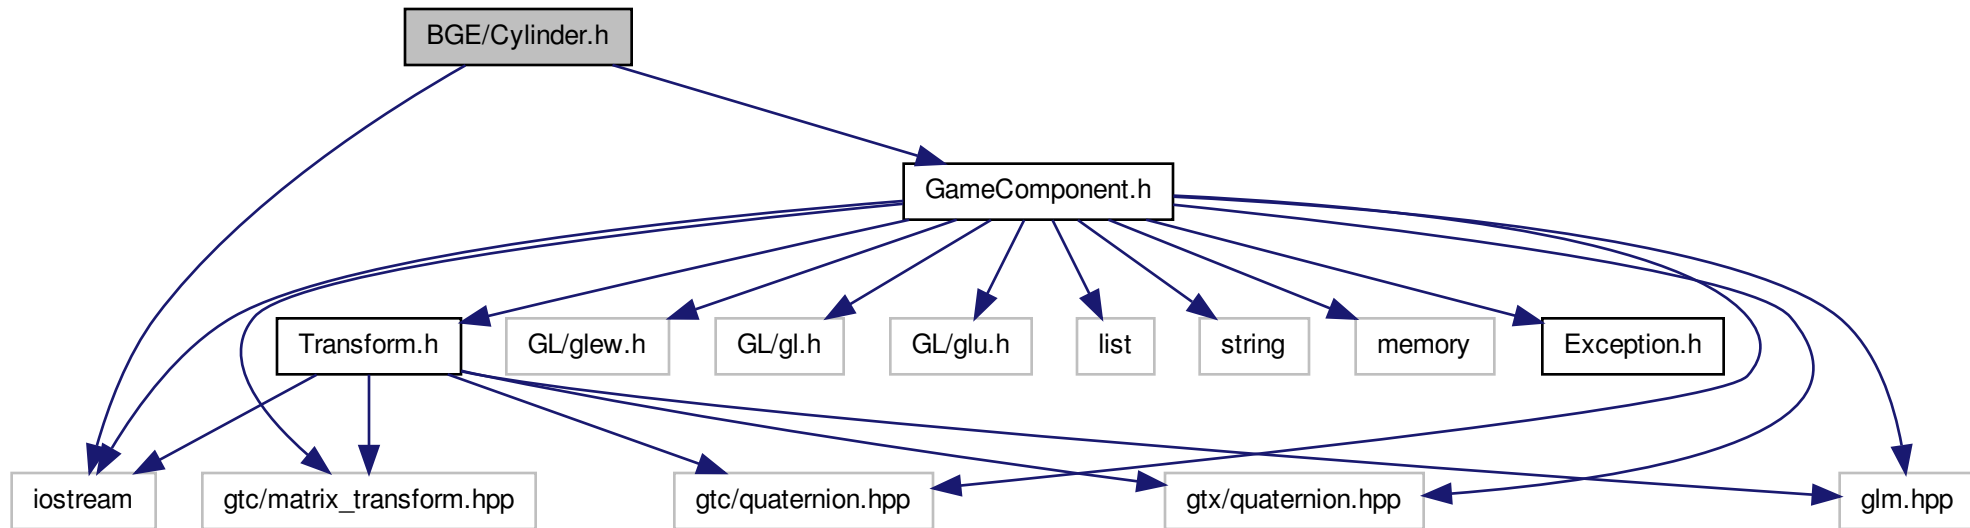 BGE/Cylinder.h
GameComponent.h
Transform.h
GL/glew.h
GL/gl.h
GL/glu.h
list
string
memory
Exception.h
iostream
gtc/matrix_transform.hpp
gtc/quaternion.hpp
gtx/quaternion.hpp
glm.hpp